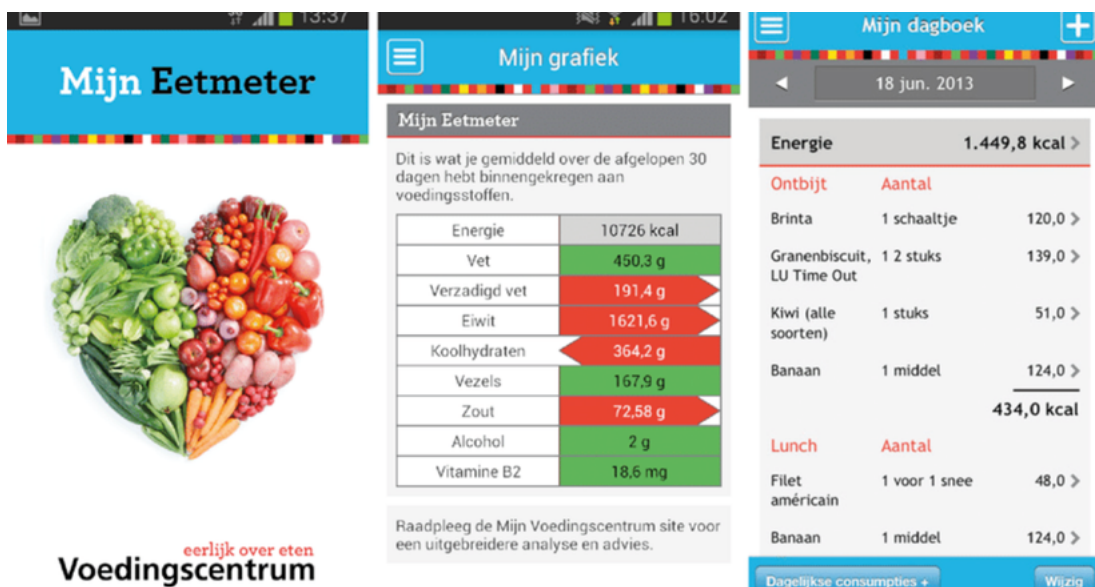 13:37
Mijn Eetmeter
eerlijk over eten
Voedingscentrum
16:02
Mijn grafiek
Mijn Eetmeter
Dit is wat je gemiddeld over de afgelopen 30
dagen hebt binnengekregen aan
voedingsstoffen.
Energie 10726 kcal
Vet 450,3 g
Verzadigd vet 191,4 g
Eiwit 1621,6 g
Koolhydraten 364,2 g
Vezels 167,9 g
Zout 72,58 g
Alcohol 2 g
Vitamine B2 18,6 mg
Raadpleeg de Mijn Voedingscentrum site voor
een uitgebreidere analyse en advies.
Mijn dagboek
18 jun. 2013
Energie 1.449,8 kcal >
Ontbijt Aantal
Brinta 1 schaaltje 120,0 >
Granenbiscuit, 1 2 stuks 139,0 >
LU Time Out
Kiwi (alle 1 stuks 51,0 >
soorten)
Banaan 1 middel 124,0 >
434,0 kcal
Lunch Aantal
Filet 1 voor 1 snee 48,0 >
américain
Banaan 1 middel 124,0 >
Dagelijkse consumpties + Wijzig